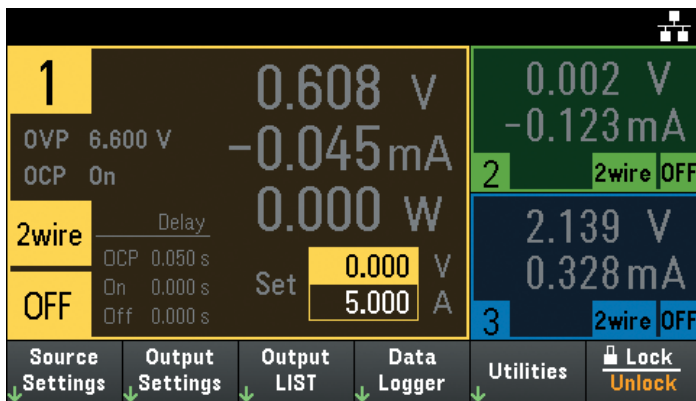 1
0.608 V
-0.045 mA
0.000 W
OVP 6.600 V
OCP On
2wire
OFF
Delay
OCP 0.050 s
On 0.000 s
Off 0.000 s
Set
0.000 V
5.000 A
0.002 V
-0.123 mA
2 2wire OFF
2.139 V
0.328 mA
3 2wire OFF
Source Settings
Output Settings
Output LIST
Data Logger
Utilities
Lock
Unlock